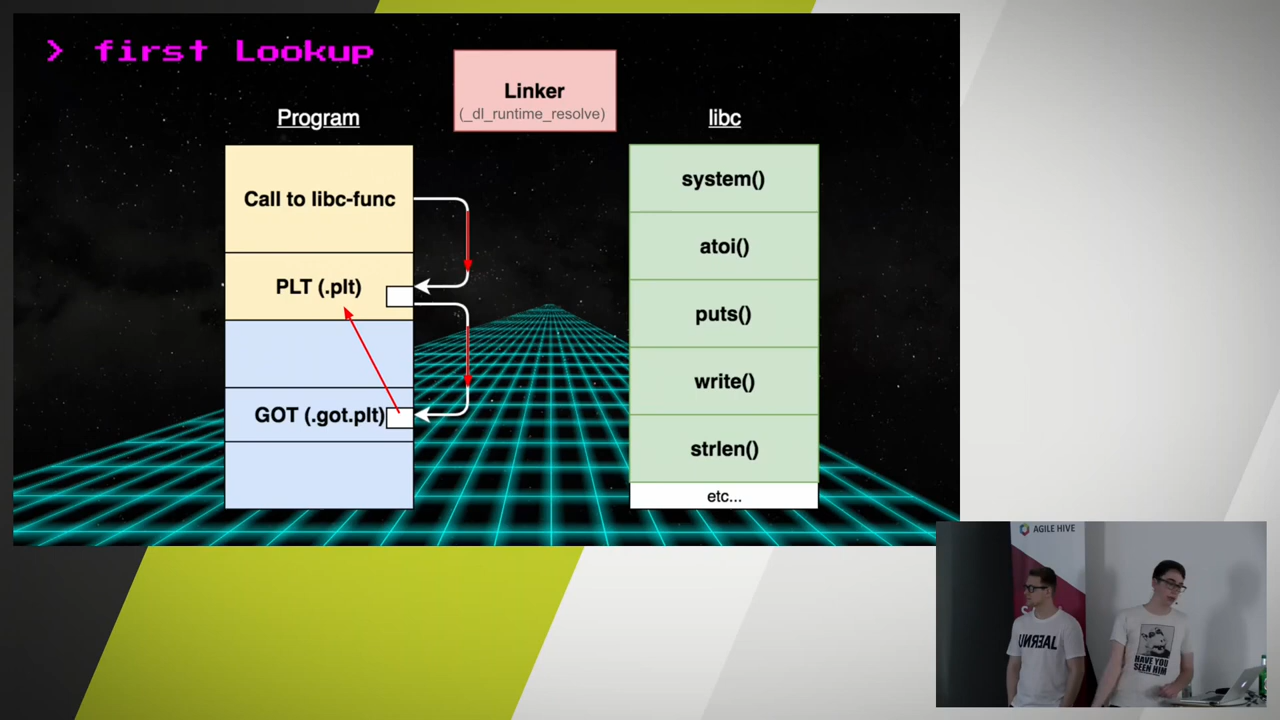 > first Lookup
Linker
(_dl_runtime_resolve)
Program
libc
Call to libc-func
PLT (.plt)
GOT (.got.plt)
system()
atoi()
puts()
write()
strlen()
etc...
AGILE HIVE
UNREAL
HAVE YOU
SEEN HIM